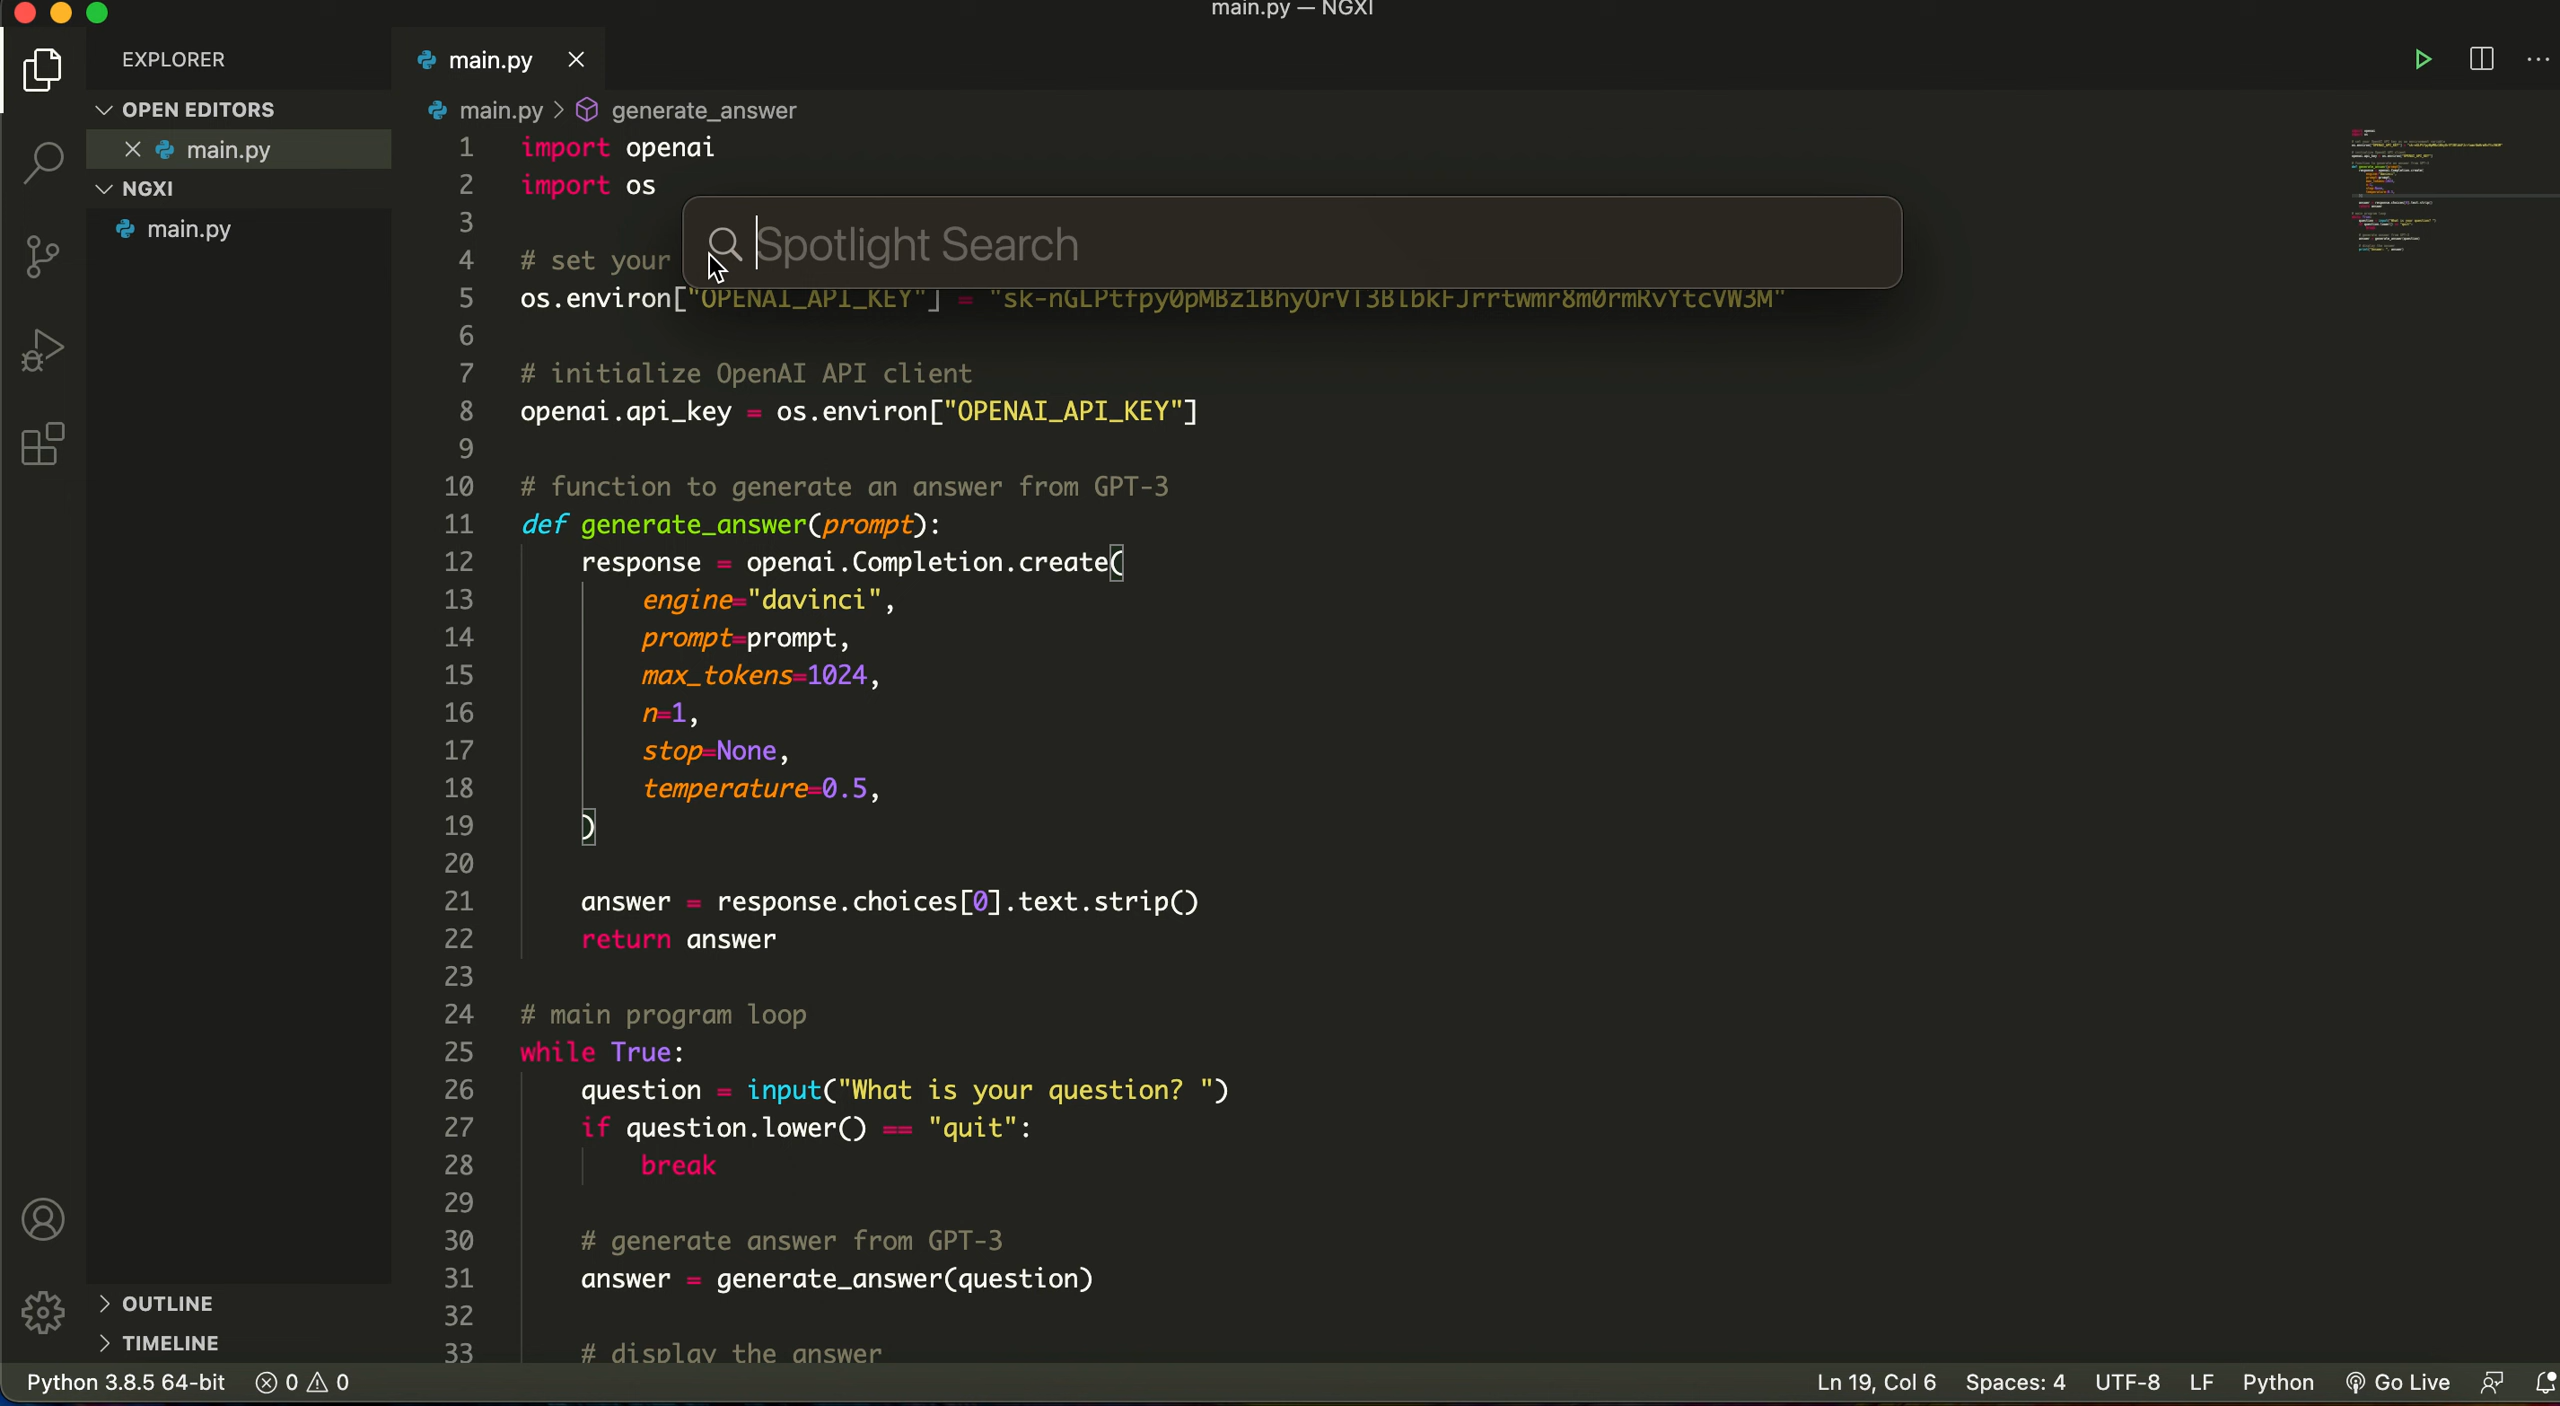 main.py — NGXI
EXPLORER
main.py
OPEN EDITORS
main.py
NGXI
main.py
main.py > generate_answer
1 import openai
2 import os
3
Spotlight Search
4 # set your
5 os.environ["OPENAI_API_KEY"] =
6
7 # initialize OpenAI API client
8 openai.api_key = os.environ["OPENAI_API_KEY"]
9
10 # function to generate an answer from GPT-3
11 def generate_answer(prompt):
12 response = openai.Completion.create(
13 engine="davinci",
14 prompt=prompt,
15 max_tokens=1024,
16 n=1,
17 stop=None,
18 temperature=0.5,
19 )
20
21 answer = response.choices[0].text.strip()
22 return answer
23
24 # main program loop
25 while True:
26 question = input("What is your question? ")
27 if question.lower() == "quit":
28 break
29
30 # generate answer from GPT-3
31 answer = generate_answer(question)
32
33 # display the answer
OUTLINE
TIMELINE
Python 3.8.5 64-bit 0 0 Ln 19, Col 6 Spaces: 4 UTF-8 LF Python Go Live